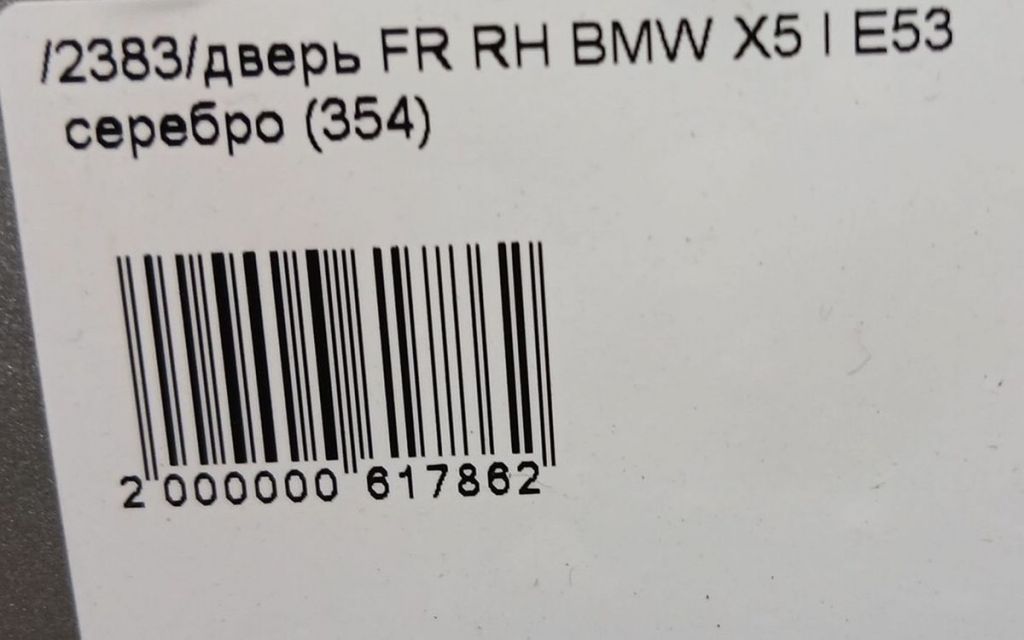 /2383/дверь FR RH BMW X5 I E53
серебро (354)
2 000000 617862